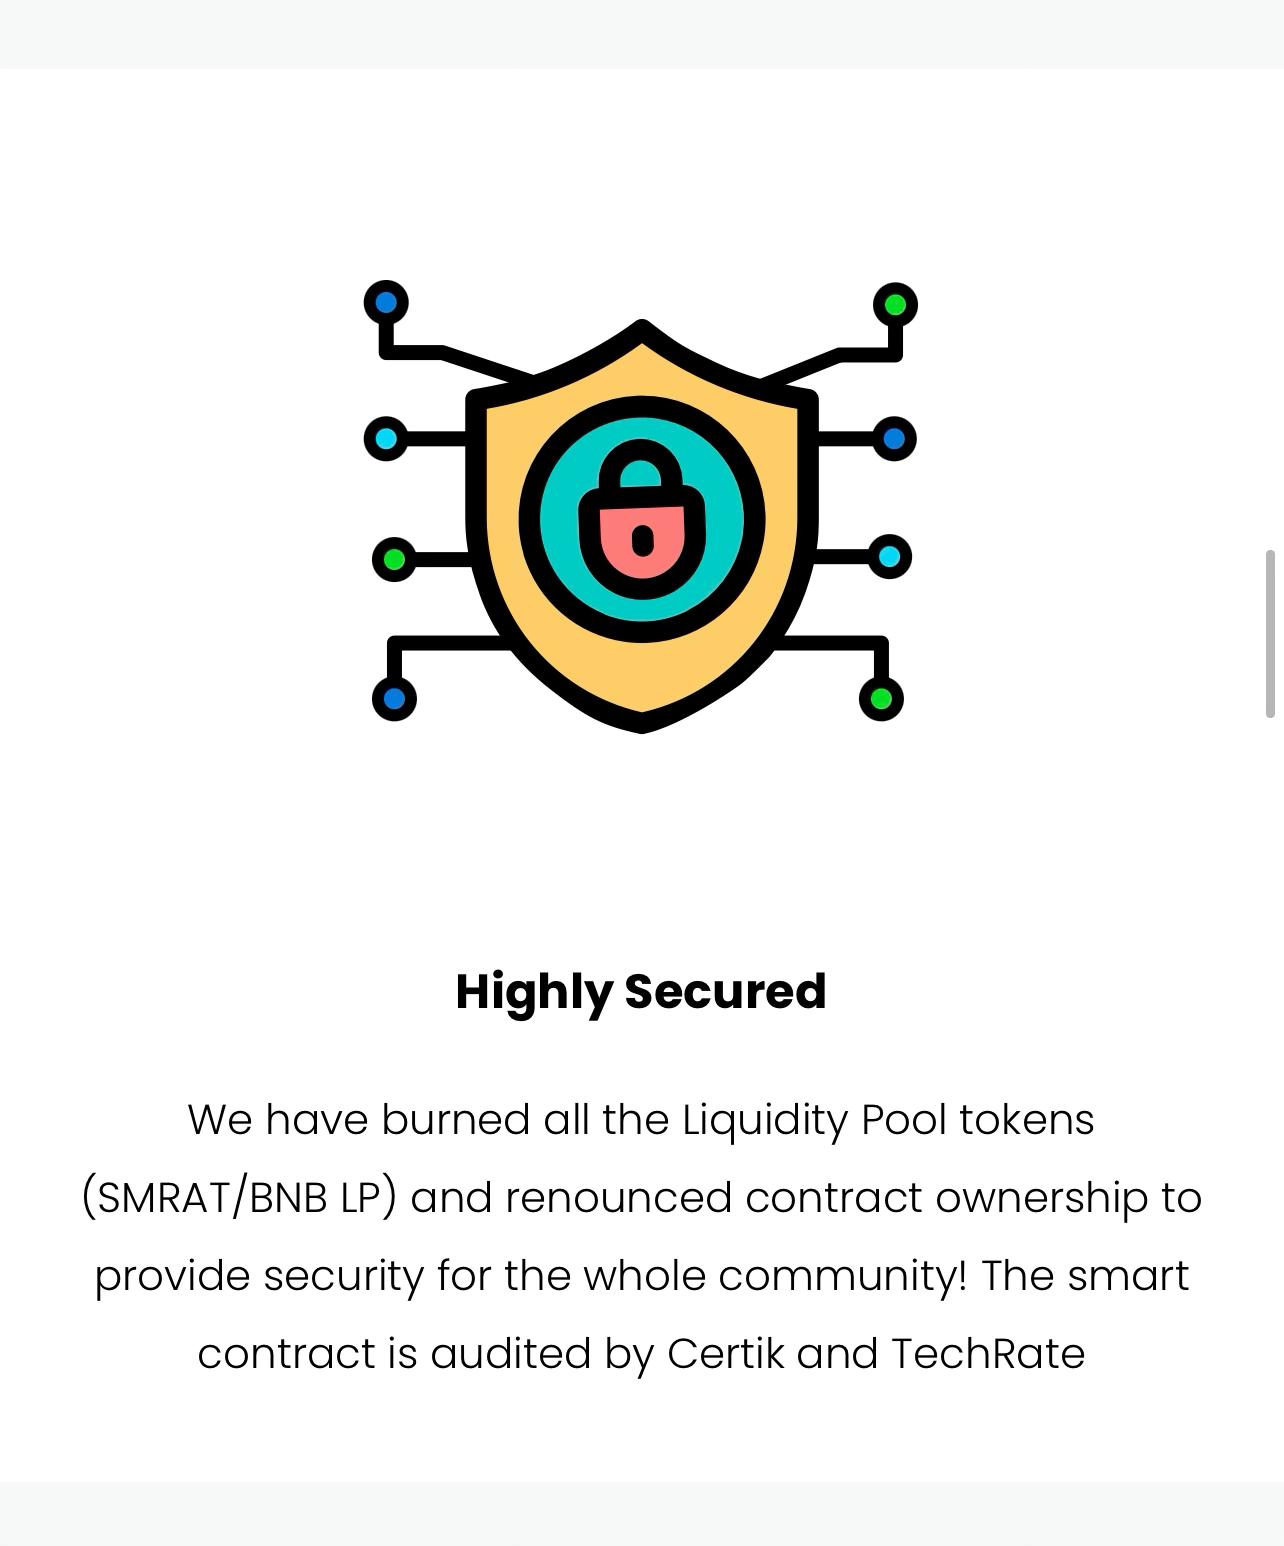 Highly Secured
We have burned all the Liquidity Pool tokens
(SMRAT/BNB LP) and renounced contract ownership to
provide security for the whole community! The smart
contract is audited by Certik and TechRate